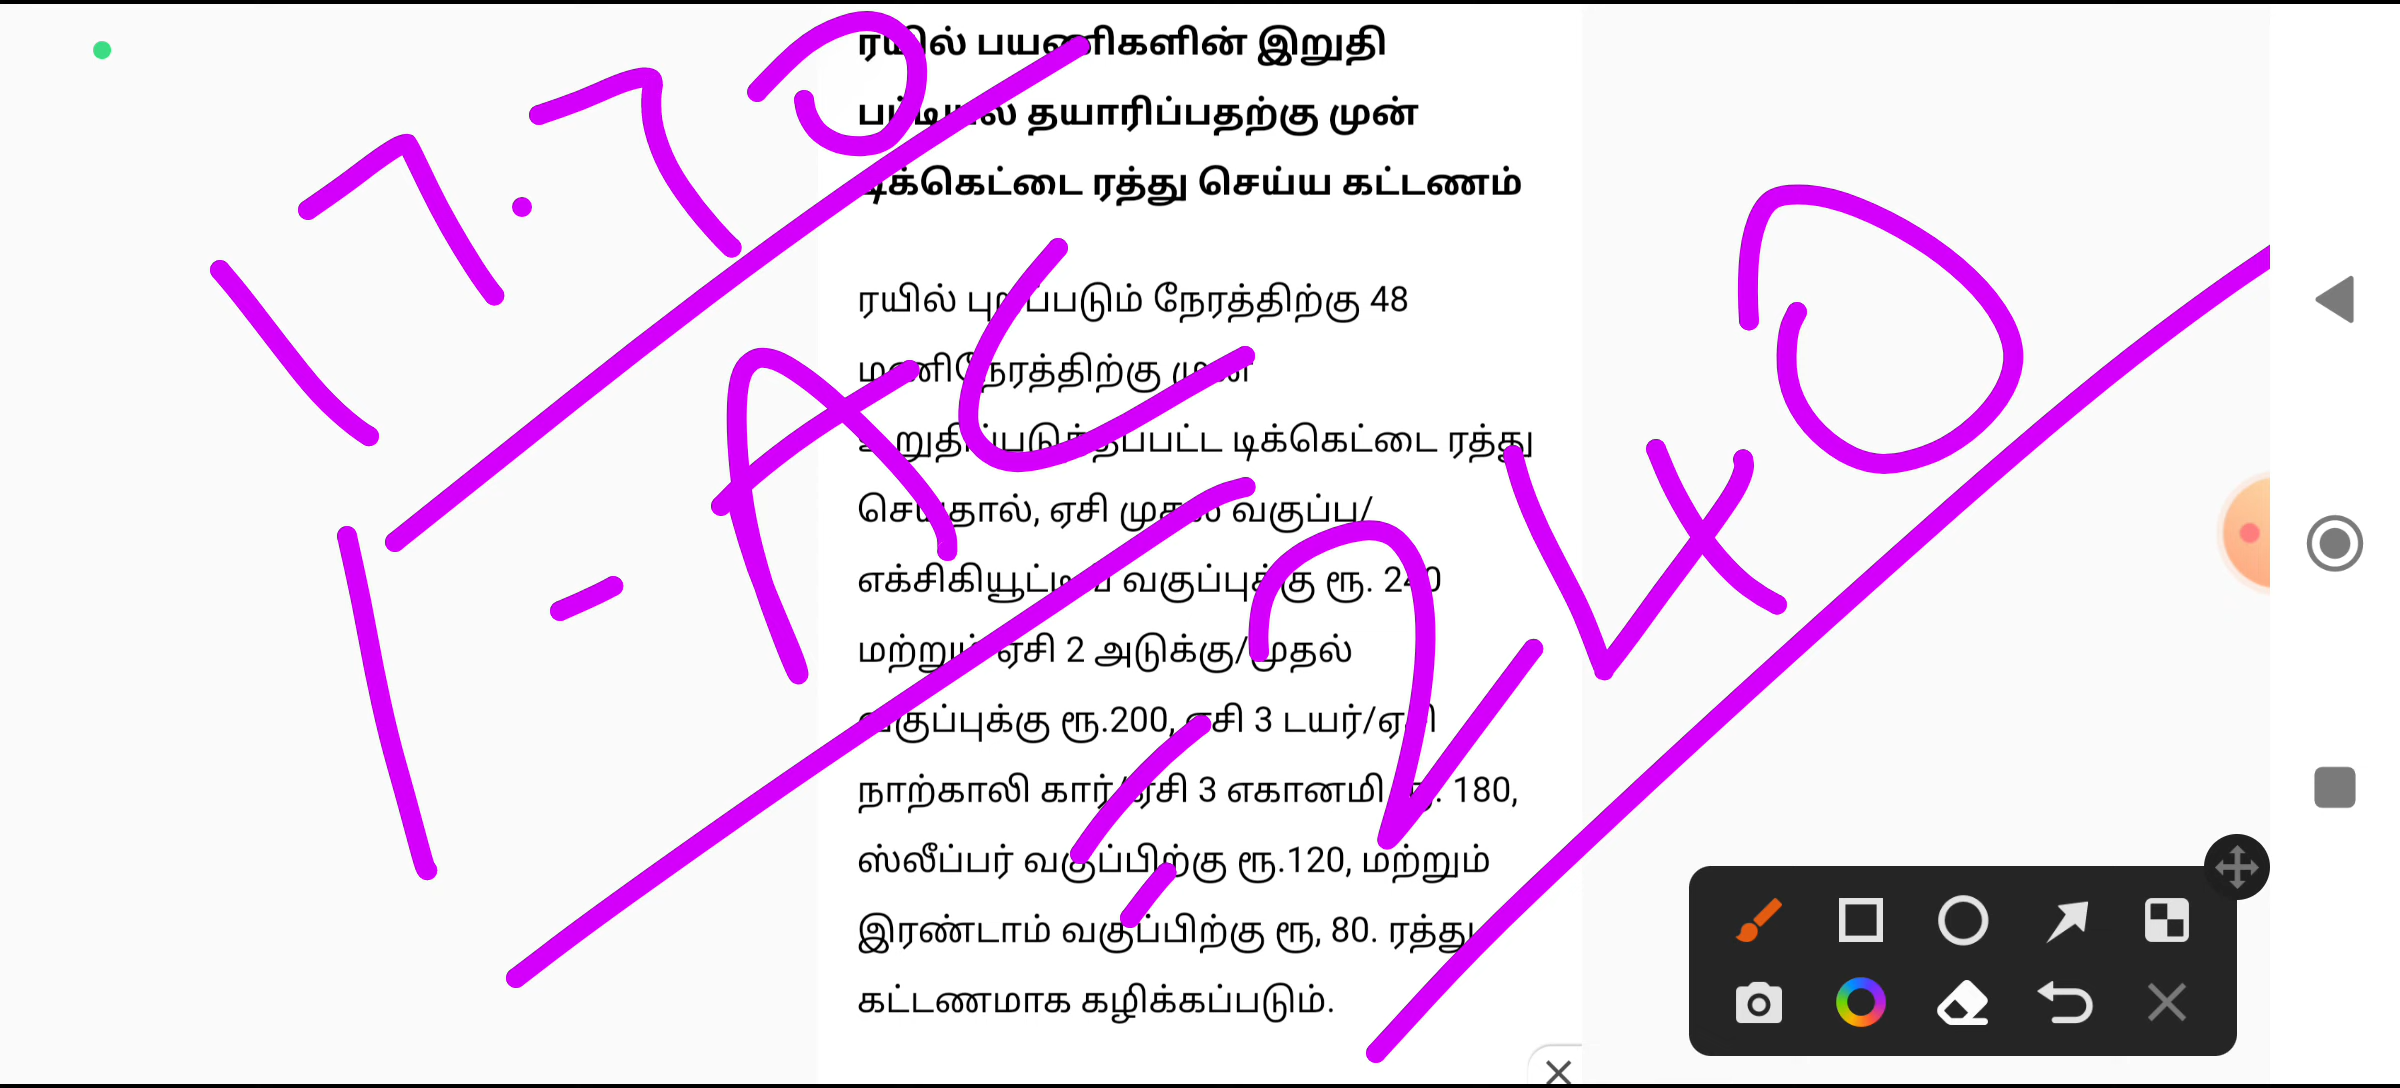 ரயில் பயணிகளின் இறுதி
பட்டியல் தயாரிப்பதற்கு முன்
டிக்கெட்டை ரத்து செய்ய கட்டணம்
ரயில் புறப்படும் நேரத்திற்கு 48
மணிநேரத்திற்கு முன்
உறுதிப்படுத்தப்பட்ட டிக்கெட்டை ரத்து
செய்தால், ஏசி முதல் வகுப்பு/
எக்சிகியூட்டிவ் வகுப்புக்கு ரூ. 240
மற்றும் ஏசி 2 அடுக்கு/முதல்
வகுப்புக்கு ரூ.200, ஏசி 3 டயர்/ஏசி
நாற்காலி கார்/ஏசி 3 எகானமி ரூ. 180,
ஸ்லீப்பர் வகுப்பிற்கு ரூ.120, மற்றும்
இரண்டாம் வகுப்பிற்கு ரூ, 80. ரத்து
கட்டணமாக கழிக்கப்படும்.
17.70
1 - AC = 240